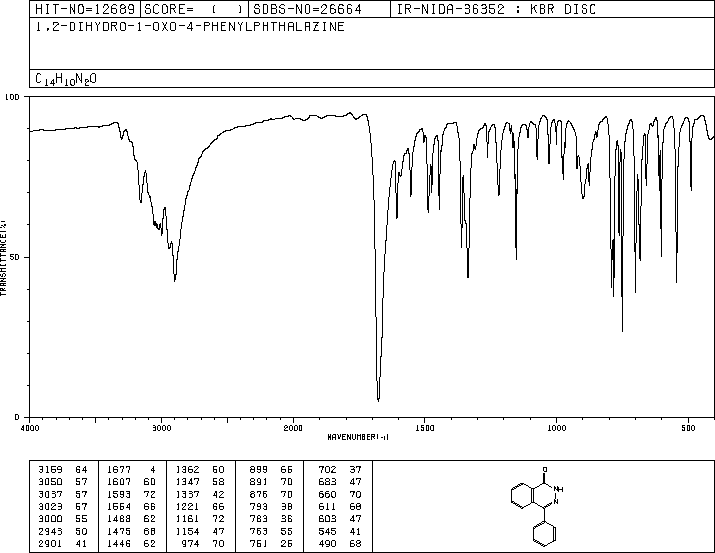 HIT-NO=12689 SCORE= ( ) SDBS-NO=26664 IR-NIDA-36352 : KBR DISC
1,2-DIHYDRO-1-OXO-4-PHENYLPHTHALAZINE
C14H10N2O
100
50
0
TRANSMITTANCE(%)
4000 3000 2000 1500 1000 500
WAVENUMBER(-1)
3169 64 1677 4 1362 50 899 66 702 37
3050 57 1607 60 1347 58 891 70 683 47
3037 57 1593 72 1337 42 876 70 660 70
3023 57 1554 66 1221 66 793 38 611 68
3000 55 1488 62 1161 72 783 36 603 47
2943 50 1475 68 1154 47 763 55 545 41
2901 41 1446 62 974 70 751 26 490 68
O
NH
N